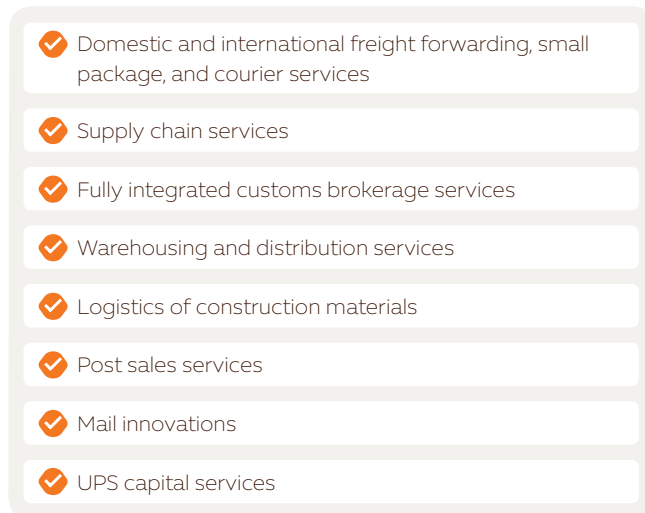 Domestic and international freight forwarding, small
package, and courier services
Supply chain services
Fully integrated customs brokerage services
Warehousing and distribution services
Logistics of construction materials
Post sales services
Mail innovations
UPS capital services